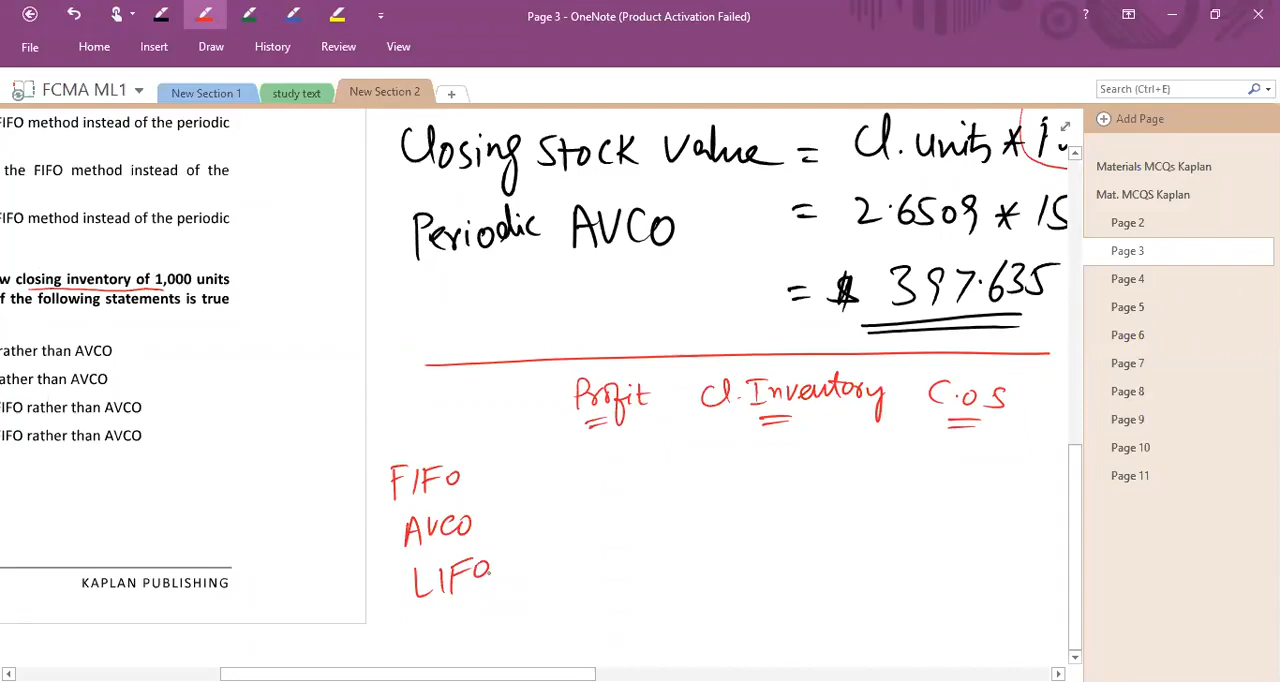 Page 3 - OneNote (Product Activation Failed)
?
File Home Insert Draw History Review View
FCMA ML1 New Section 1 study text New Section 2 +
Search (Ctrl+E)
Add Page
Materials MCQs Kaplan
Mat. MCQS Kaplan
Page 2
Page 3
Page 4
Page 5
Page 6
Page 7
Page 8
Page 9
Page 10
Page 11
FIFO method instead of the periodic
the FIFO method instead of the
FIFO method instead of the periodic
w closing inventory of 1,000 units
f the following statements is true
rather than AVCO
ather than AVCO
FIFO rather than AVCO
FIFO rather than AVCO
KAPLAN PUBLISHING
Closing stock value = Cl. units *
Periodic AVCO = 2.6509 * 15
= $ 397.635
Profit Cl. Inventory C.o S
FIFO
AVCO
LIFO